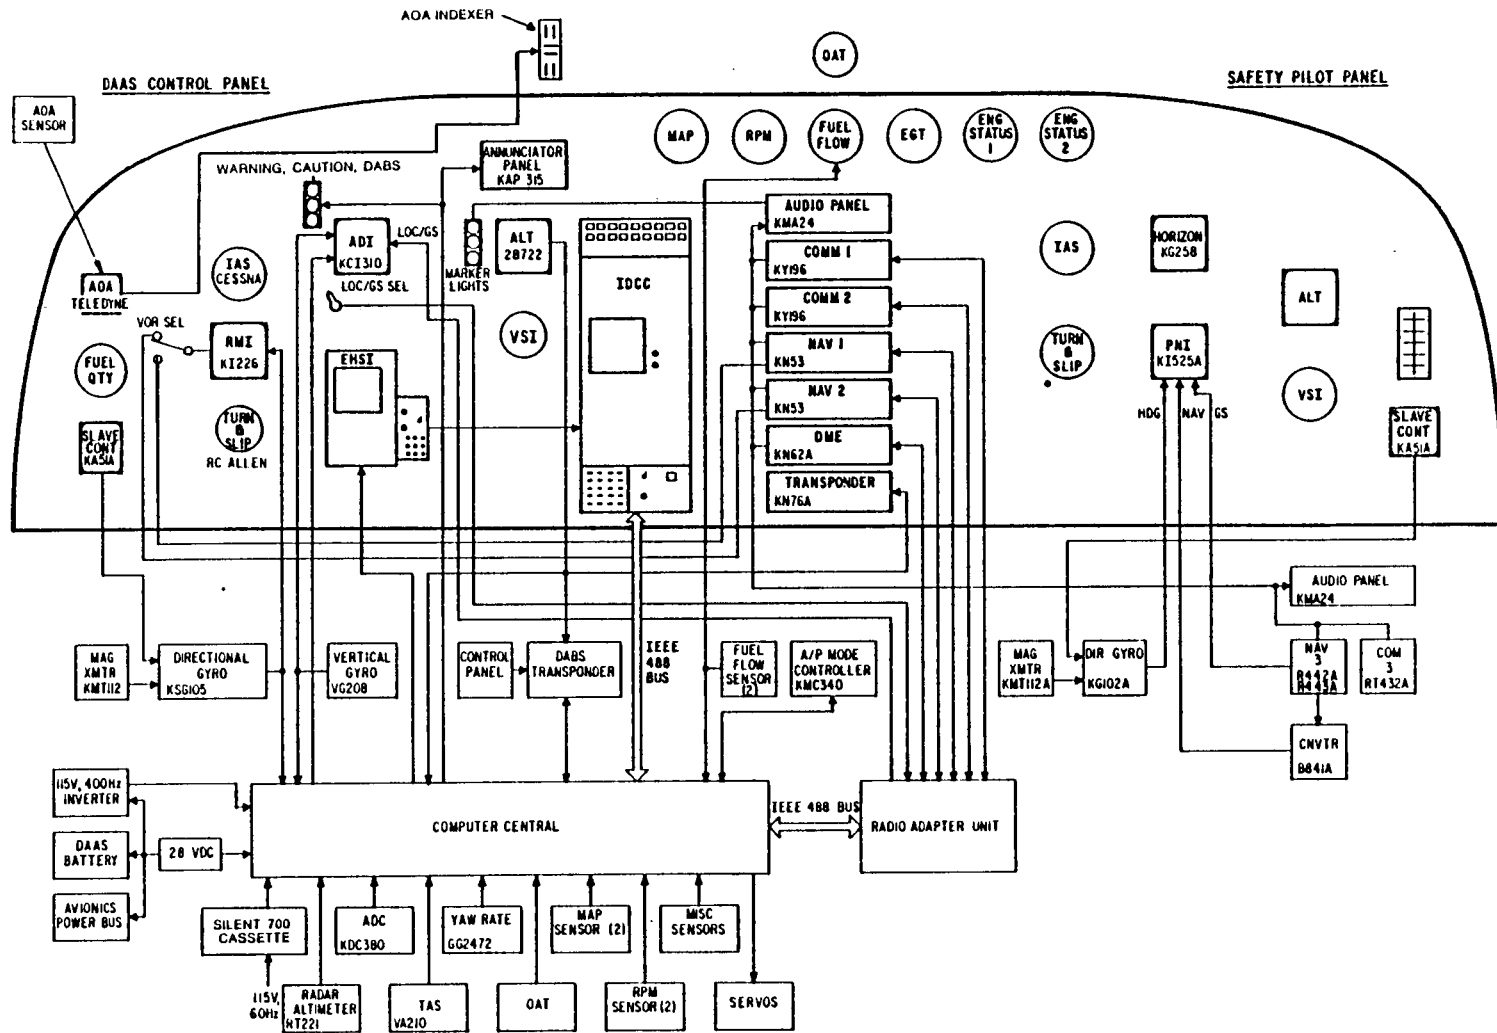 AOA INDEXER
OAT
DAAS CONTROL PANEL
SAFETY PILOT PANEL
AOA
SENSOR
MAP
RPM
FUEL
FLOW
EGT
ENG
STATUS
1
ENG
STATUS
2
WARNING, CAUTION, DABS
ANNUNCIATOR
PANEL
KAP 315
AUDIO PANEL
KMA24
ADI
KCI310
LOC/GS
ALT
28722
MARKER
LIGHTS
IDCC
COMM 1
KY196
COMM 2
KY196
NAV 1
KN53
NAV 2
KN53
DME
KN62A
TRANSPONDER
KN76A
IAS
HORIZON
KG258
ALT
AOA
TELEDYNE
IAS
CESSNA
LOC/GS SEL
VOR SEL
RMI
KI226
VSI
EHSI
FUEL
QTY
TURN
&
SLIP
RC ALLEN
SLAVE
CONT
KA51A
TURN
&
SLIP
PNI
KI525A
VSI
HDG
NAV
GS
SLAVE
CONT
KA51A
AUDIO PANEL
KMA24
MAG
XMTR
KMT112
DIRECTIONAL
GYRO
KSG105
VERTICAL
GYRO
VG208
CONTROL
PANEL
DABS
TRANSPONDER
IEEE
488
BUS
FUEL
FLOW
SENSOR
(2)
A/P MODE
CONTROLLER
KMC340
MAG
XMTR
KMT112A
DIR GYRO
KG102A
NAV
3
R442A
R443A
COM
3
RT432A
CNVTR
B841A
115V, 400Hz
INVERTER
DAAS
BATTERY
28 VDC
AVIONICS
POWER BUS
COMPUTER CENTRAL
IEEE 488 BUS
RADIO ADAPTER UNIT
SILENT 700
CASSETTE
ADC
KDC380
YAW RATE
GG2472
MAP
SENSOR (2)
MISC
SENSORS
115V,
60Hz
RADAR
ALTIMETER
RT221
TAS
VA210
OAT
RPM
SENSOR (2)
SERVOS